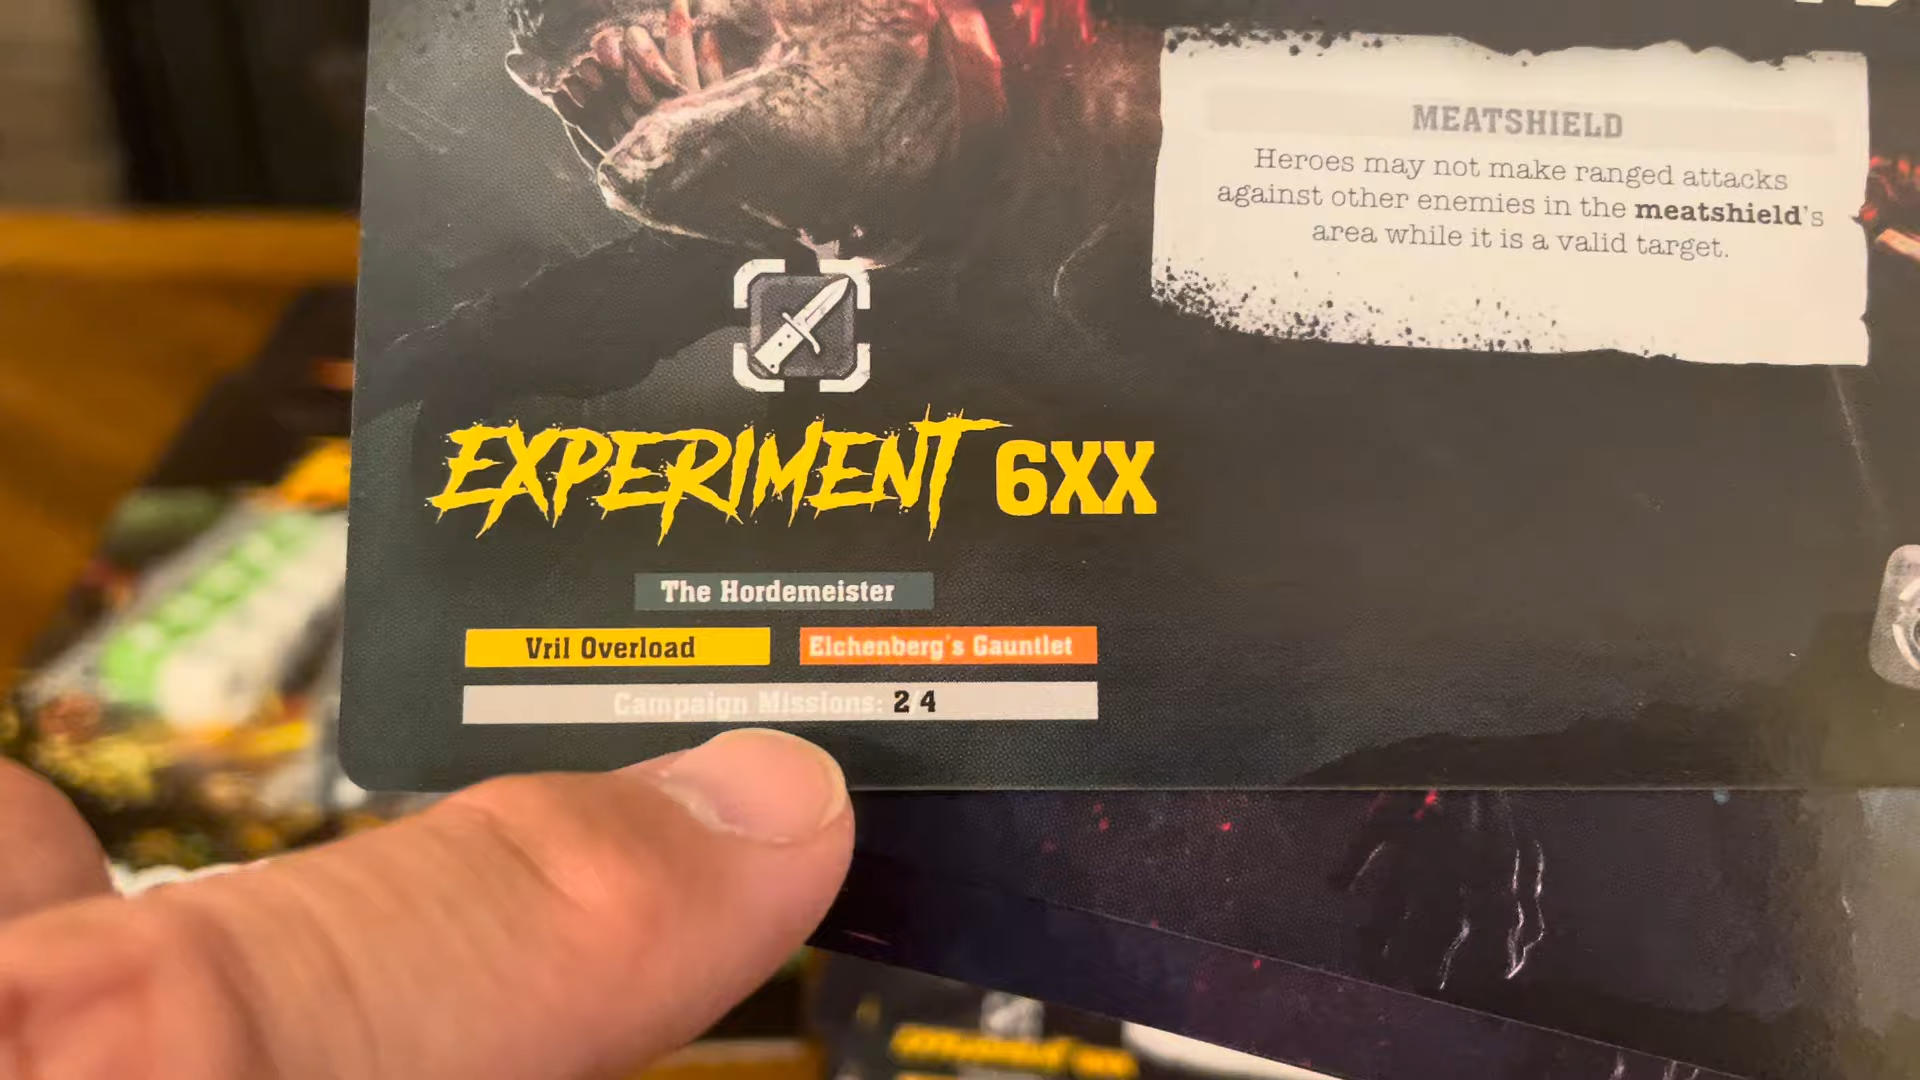 MEATSHIELD
Heroes may not make ranged attacks
against other enemies in the meatshield's
area while it is a valid target.
EXPERIMENT 6XX
The Hordemeister
Vril Overload
Eichenberg's Gauntlet
Campaign Missions: 2/4